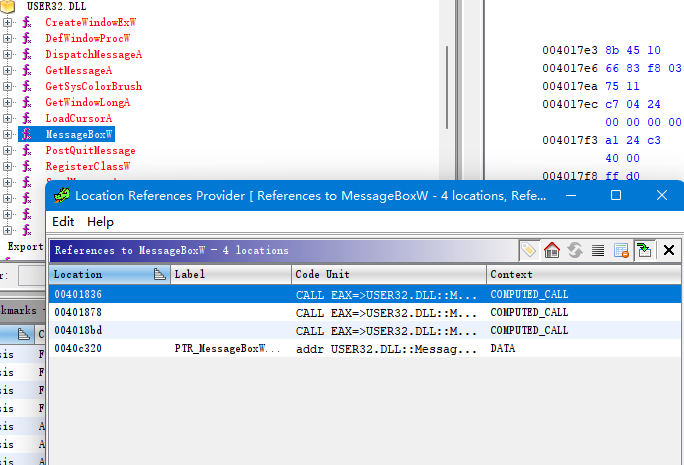 USER32.DLL
CreateWindowExW
DefWindowProcW
DispatchMessageA
GetMessageA
GetSysColorBrush
GetWindowLongA
LoadCursorA
MessageBoxW
PostQuitMessage
RegisterClassW
Export
004017e3 8b 45 10
004017e6 66 83 f8 03
004017ea 75 11
004017ec c7 04 24
00 00 00 00
004017f3 a1 24 c3
40 00
004017f8 ff d0
Location References Provider [ References to MessageBoxW - 4 locations, Refe...
Edit Help
References to MessageBoxW - 4 locations
Location Label Code Unit Context
00401836 CALL EAX=>USER32.DLL::M... COMPUTED_CALL
00401878 CALL EAX=>USER32.DLL::M... COMPUTED_CALL
004018bd CALL EAX=>USER32.DLL::M... COMPUTED_CALL
0040c320 PTR_MessageBoxW... addr USER32.DLL::Messag... DATA
r:
kmarks
C
sis F
sis F
sis F
sis F
sis A
sis A
sis A